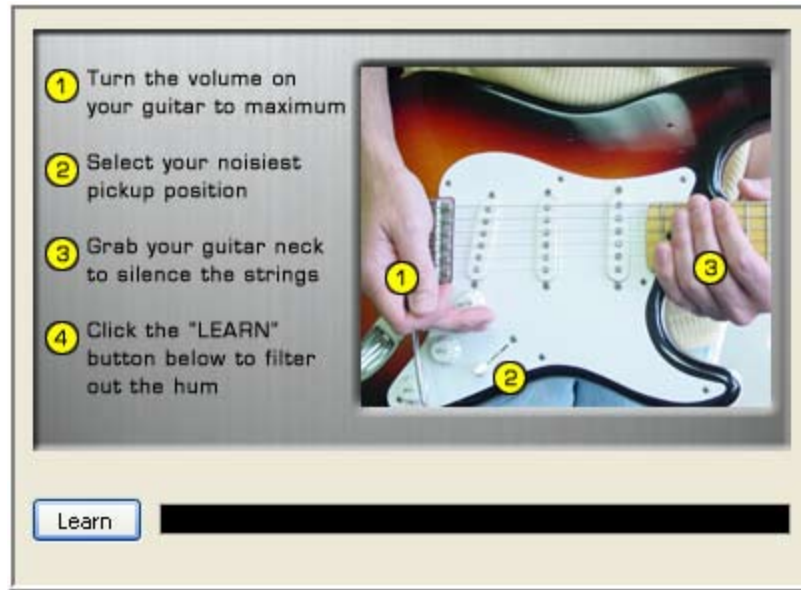 1 Turn the volume on
your guitar to maximum
2 Select your noisiest
pickup position
3 Grab your guitar neck
to silence the strings
4 Click the "LEARN"
button below to filter
out the hum
1
2
3
Learn